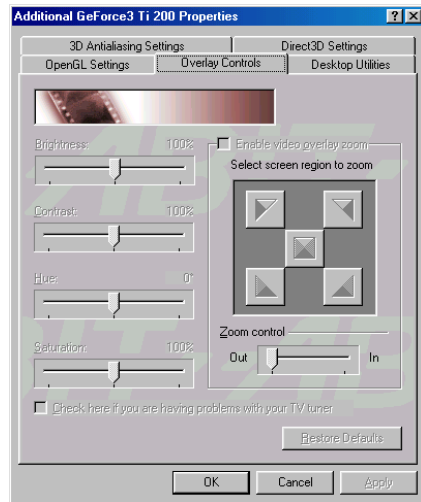 Additional GeForce3 Ti 200 Properties
3D Antialiasing Settings Direct3D Settings
OpenGL Settings Overlay Controls Desktop Utilities
Brightness: 100%
Enable video overlay zoom
Select screen region to zoom
Contrast: 100%
Hue: 0°
Zoom control
Out In
Saturation: 100%
Check here if you are having problems with your TV tuner
Restore Defaults
OK Cancel Apply